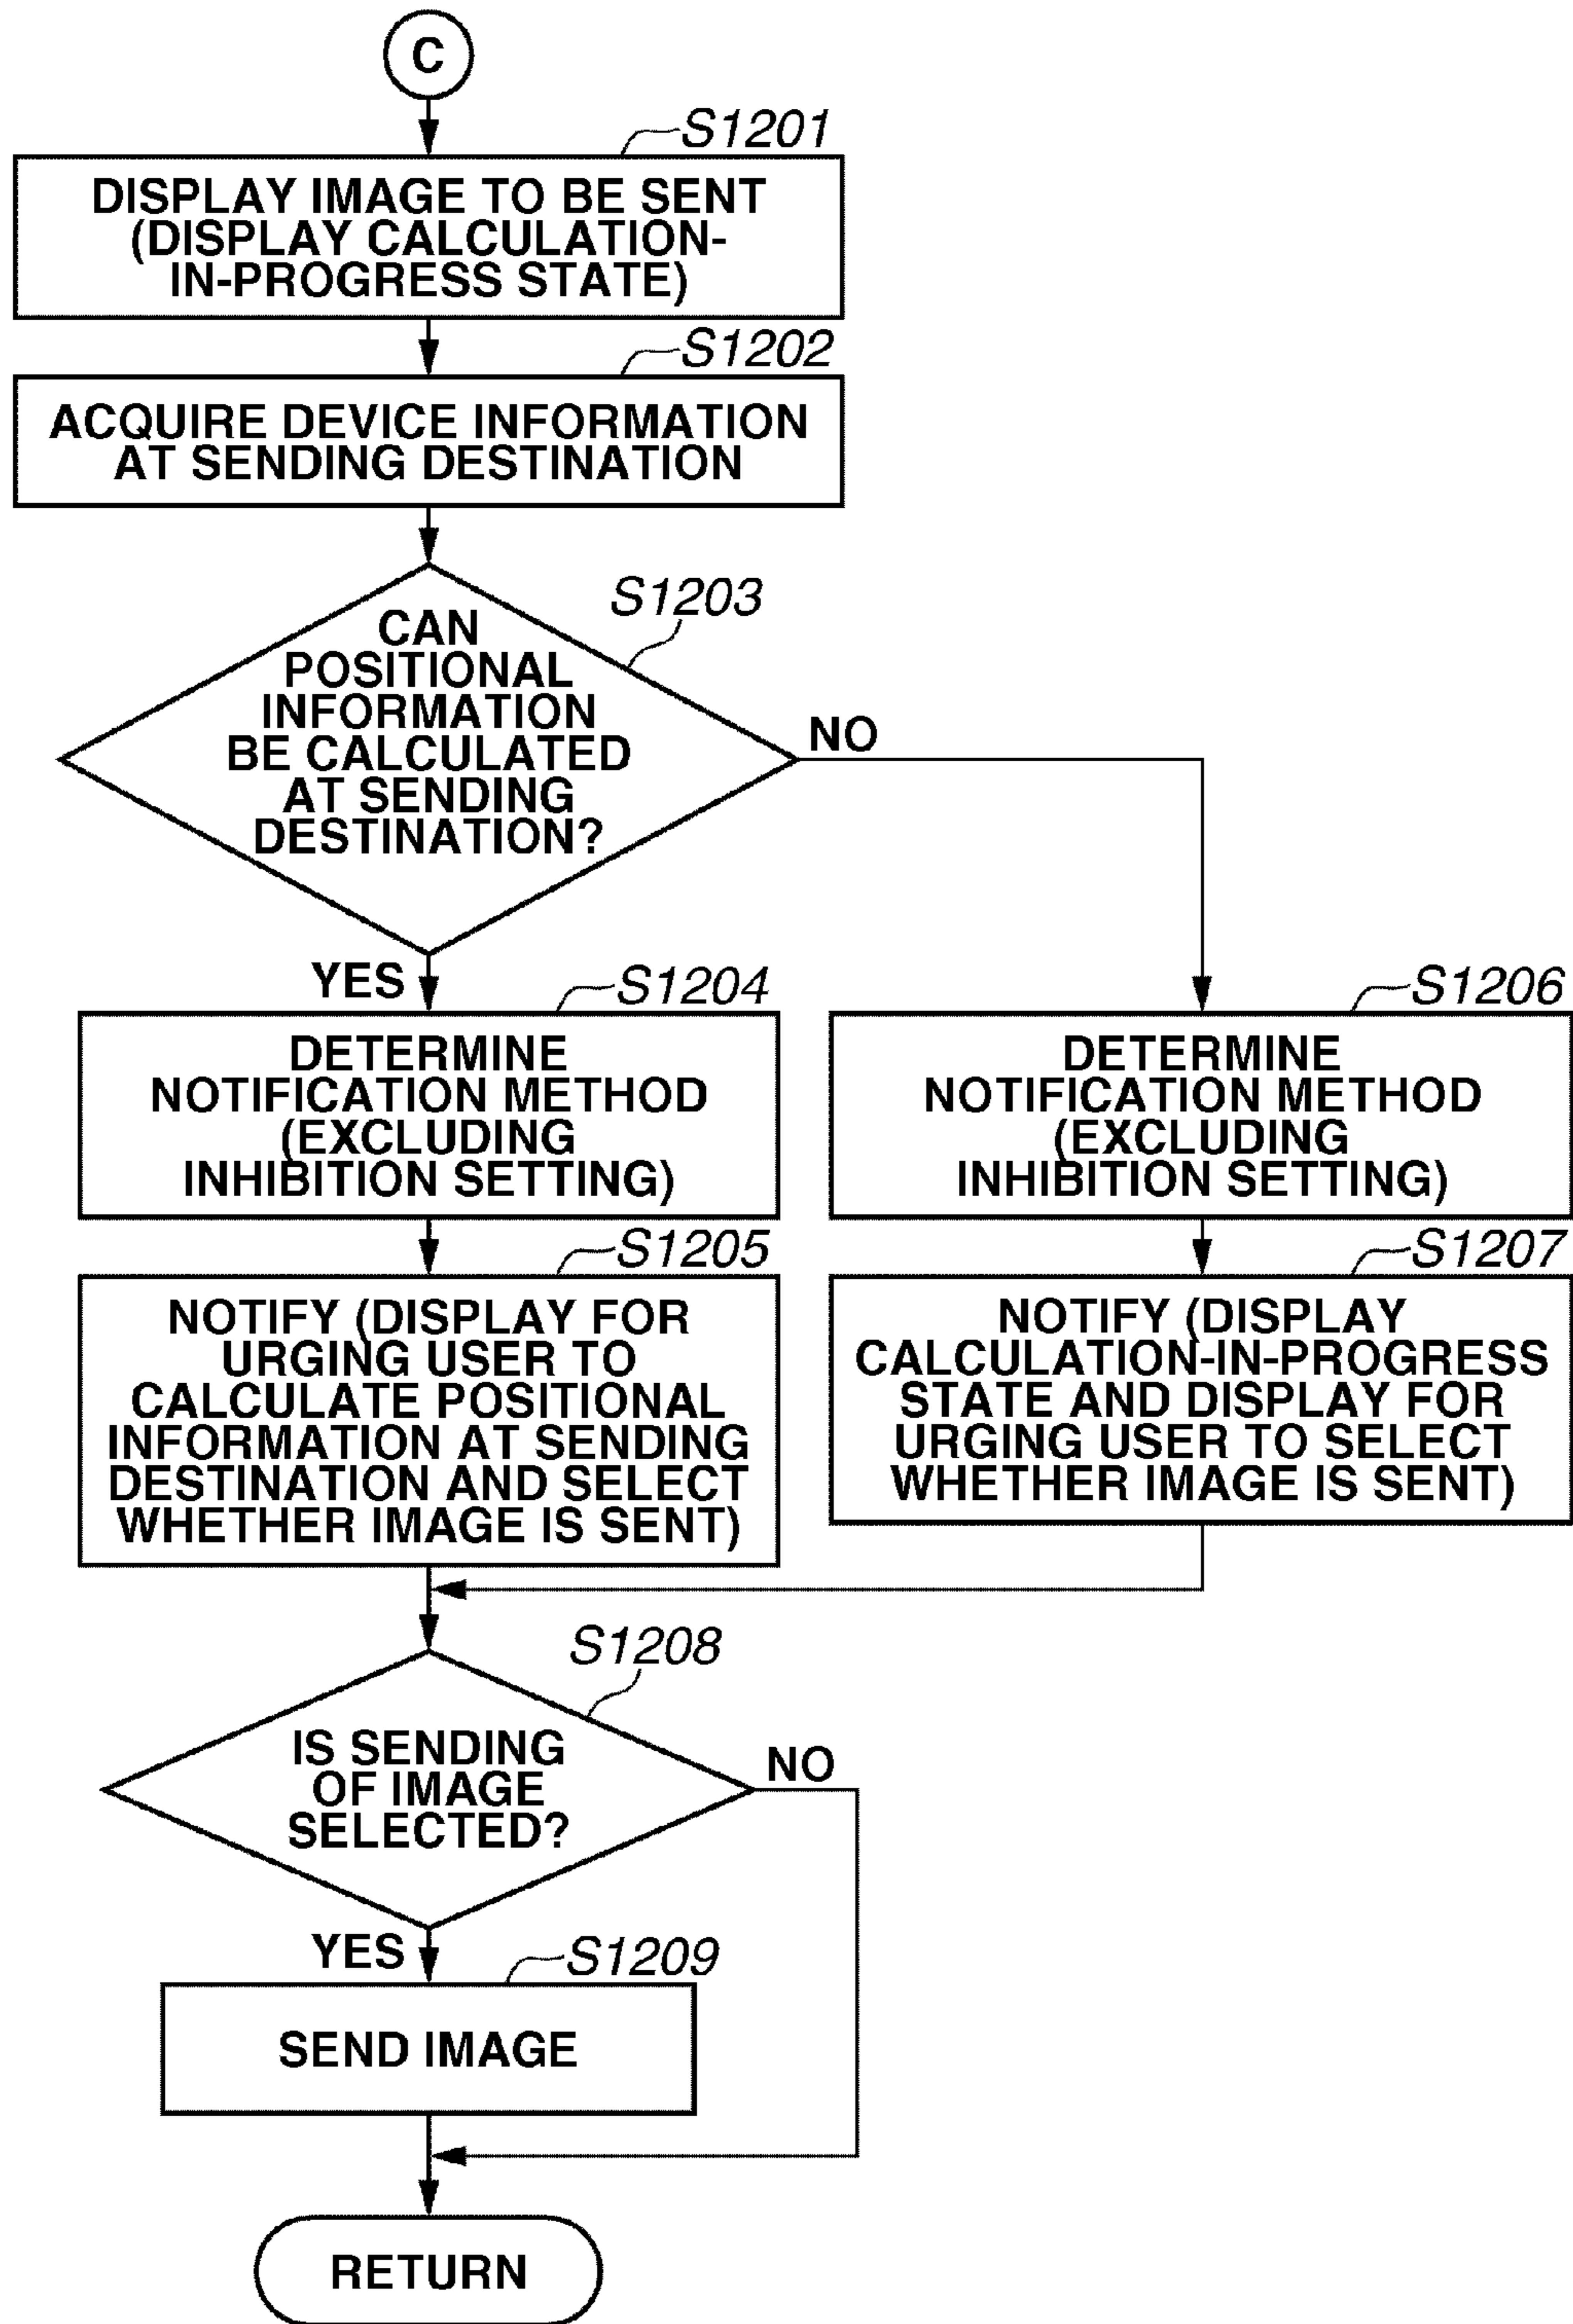 C
S1201
DISPLAY IMAGE TO BE SENT
(DISPLAY CALCULATION-
IN-PROGRESS STATE)
S1202
ACQUIRE DEVICE INFORMATION
AT SENDING DESTINATION
S1203
CAN
POSITIONAL
INFORMATION
BE CALCULATED
AT SENDING
DESTINATION?
NO
YES
S1204
DETERMINE
NOTIFICATION METHOD
(EXCLUDING
INHIBITION SETTING)
S1206
DETERMINE
NOTIFICATION METHOD
(EXCLUDING
INHIBITION SETTING)
S1205
NOTIFY (DISPLAY FOR
URGING USER TO
CALCULATE POSITIONAL
INFORMATION AT SENDING
DESTINATION AND SELECT
WHETHER IMAGE IS SENT)
S1207
NOTIFY (DISPLAY
CALCULATION-IN-PROGRESS
STATE AND DISPLAY FOR
URGING USER TO SELECT
WHETHER IMAGE IS SENT)
S1208
IS SENDING
OF IMAGE
SELECTED?
NO
YES
S1209
SEND IMAGE
RETURN